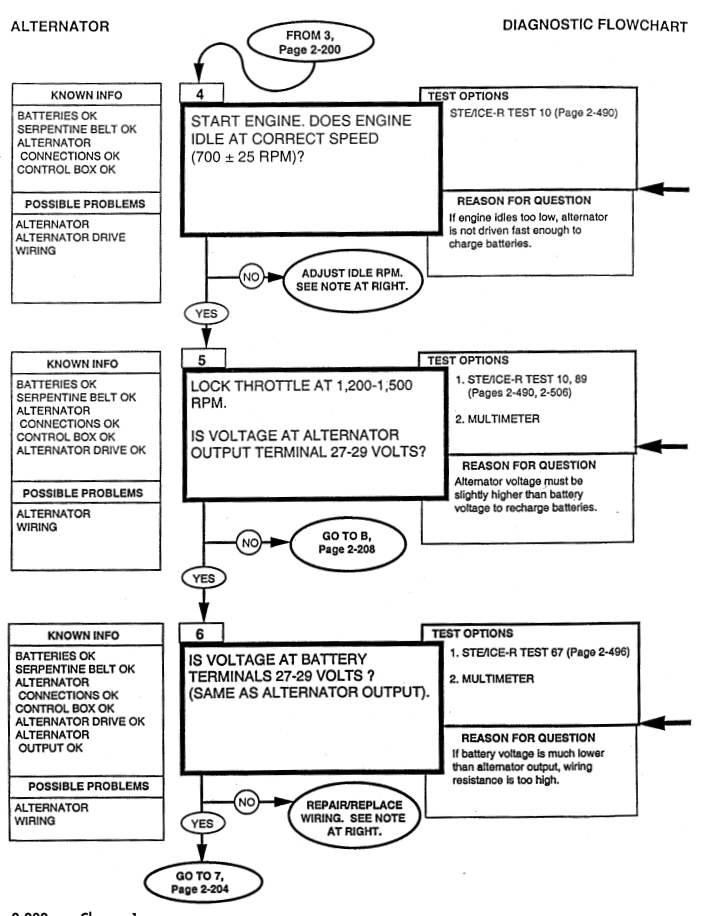 ALTERNATOR
DIAGNOSTIC FLOWCHART
FROM 3,
Page 2-200
KNOWN INFO
BATTERIES OK
SERPENTINE BELT OK
ALTERNATOR
CONNECTIONS OK
CONTROL BOX OK
POSSIBLE PROBLEMS
ALTERNATOR
ALTERNATOR DRIVE
WIRING
4
START ENGINE. DOES ENGINE
IDLE AT CORRECT SPEED
(700 ± 25 RPM)?
TEST OPTIONS
STE/ICE-R TEST 10 (Page 2-490)
REASON FOR QUESTION
If engine idles too low, alternator
is not driven fast enough to
charge batteries.
NO
ADJUST IDLE RPM.
SEE NOTE AT RIGHT.
YES
KNOWN INFO
BATTERIES OK
SERPENTINE BELT OK
ALTERNATOR
CONNECTIONS OK
CONTROL BOX OK
ALTERNATOR DRIVE OK
POSSIBLE PROBLEMS
ALTERNATOR
WIRING
5
LOCK THROTTLE AT 1,200-1,500
RPM.
IS VOLTAGE AT ALTERNATOR
OUTPUT TERMINAL 27-29 VOLTS?
TEST OPTIONS
1. STE/ICE-R TEST 10, 89
(Pages 2-490, 2-506)
2. MULTIMETER
REASON FOR QUESTION
Alternator voltage must be
slightly higher than battery
voltage to recharge batteries.
NO
GO TO B,
Page 2-208
YES
KNOWN INFO
BATTERIES OK
SERPENTINE BELT OK
ALTERNATOR
CONNECTIONS OK
CONTROL BOX OK
ALTERNATOR DRIVE OK
ALTERNATOR
OUTPUT OK
POSSIBLE PROBLEMS
ALTERNATOR
WIRING
6
IS VOLTAGE AT BATTERY
TERMINALS 27-29 VOLTS ?
(SAME AS ALTERNATOR OUTPUT).
TEST OPTIONS
1. STE/ICE-R TEST 67 (Page 2-496)
2. MULTIMETER
REASON FOR QUESTION
If battery voltage is much lower
than alternator output, wiring
resistance is too high.
NO
REPAIR/REPLACE
WIRING. SEE NOTE
AT RIGHT.
YES
GO TO 7,
Page 2-204